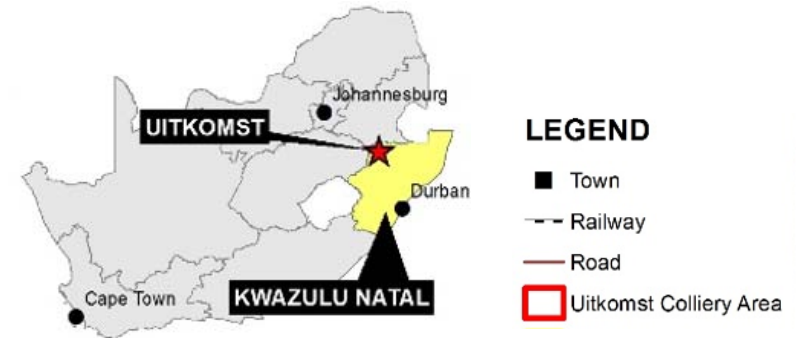 Johannesburg
UITKOMST
Durban
KWAZULU NATAL
Cape Town
LEGEND
Town
Railway
Road
Uitkomst Colliery Area